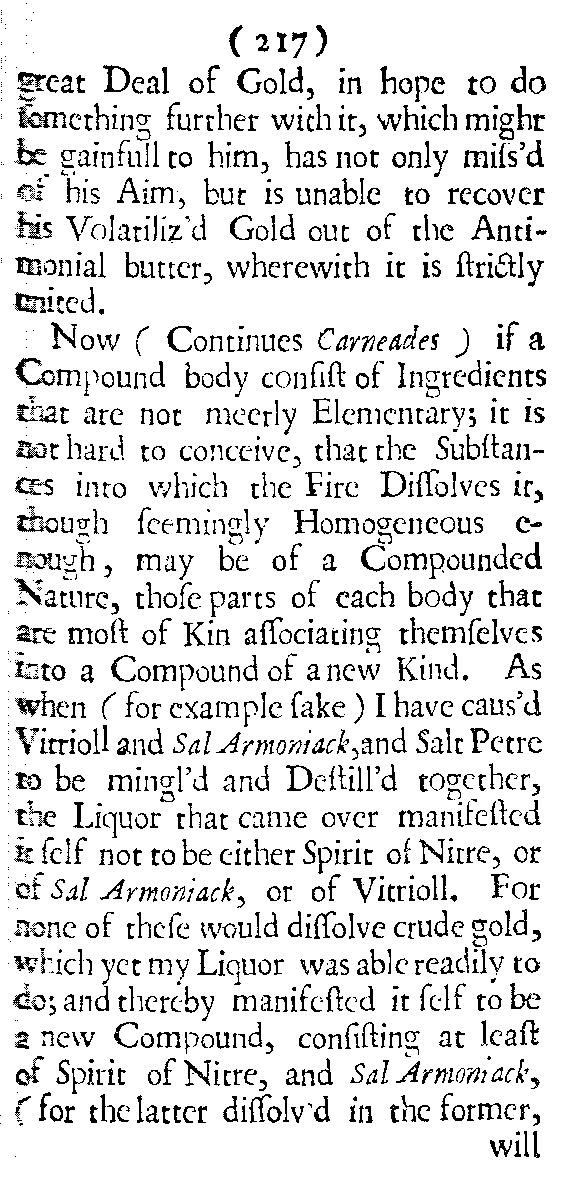 ( 217 )
great Deal of Gold, in hope to do
ſomething further with it, which might
be gainfull to him, has not only miſs'd
of his Aim, but is unable to recover
his Volatiliz'd Gold out of the Anti-
monial butter, wherewith it is ſtrictly
united.
Now ( Continues Carneades ) if a
Compound body conſiſt of Ingredients
that are not meerly Elementary; it is
not hard to conceive, that the Subſtan-
ces into which the Fire Diſſolves it,
though ſeemingly Homogeneous e-
nough, may be of a Compounded
Nature, thoſe parts of each body that
are moſt of Kin aſſociating themſelves
into a Compound of a new Kind. As
when ( for example ſake ) I have caus'd
Vitrioll and Sal Armoniack, and Salt Petre
to be mingl'd and Deſtill'd together,
the Liquor that came over manifeſted
it ſelf not to be either Spirit of Nitre, or
of Sal Armoniack, or of Vitrioll. For
none of theſe would diſſolve crude gold,
which yet my Liquor was able readily to
do; and thereby manifeſted it ſelf to be
a new Compound, conſiſting at leaſt
of Spirit of Nitre, and Sal Armoniack,
( for the latter diſſolv'd in the former,
will